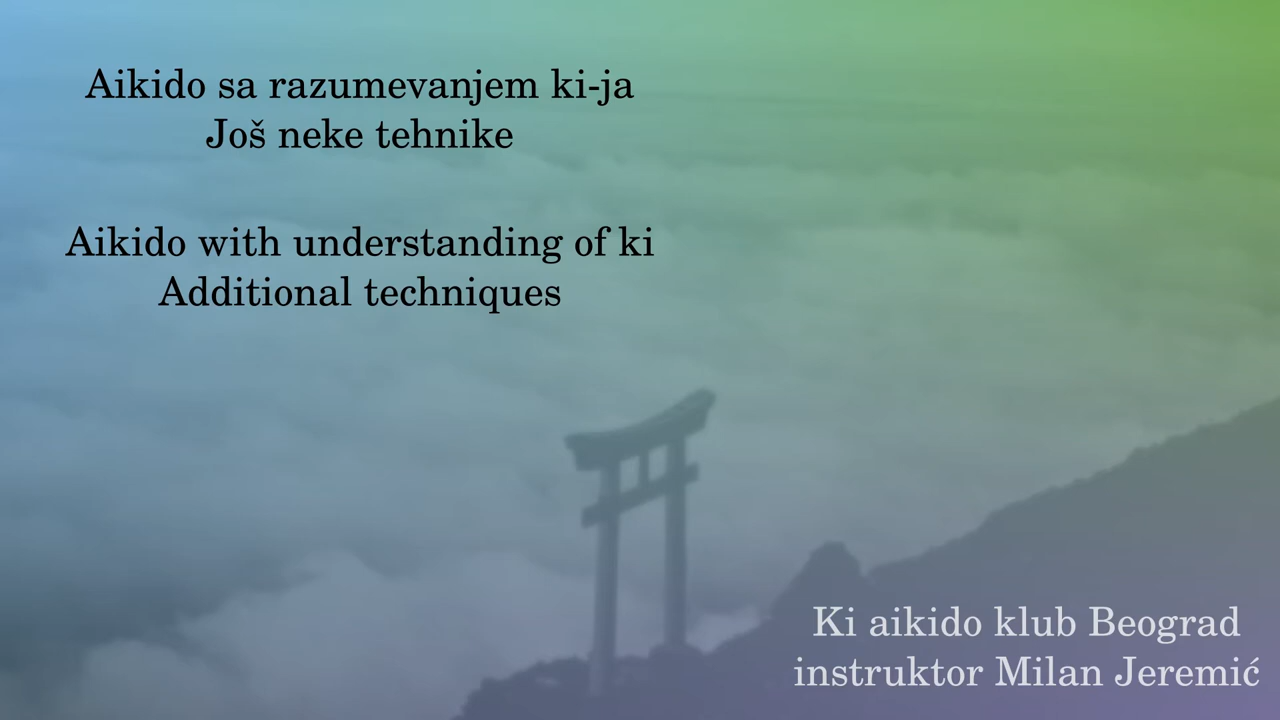 Aikido sa razumevanjem ki-ja
Još neke tehnike
Aikido with understanding of ki
Additional techniques
Ki aikido klub Beograd
instruktor Milan Jeremić